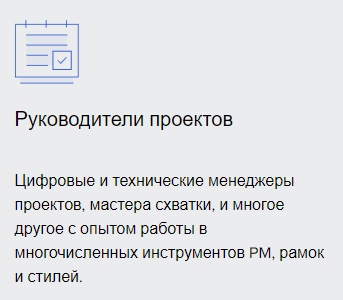 Руководители проектов
Цифровые и технические менеджеры
проектов, мастера схватки, и многое
другое с опытом работы в
многочисленных инструментов PM, рамок
и стилей.